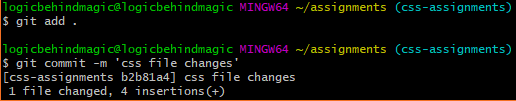 logicbehindmagic@logicbehindmagic MINGW64 ~/assignments (css-assignments)
$ git add .
logicbehindmagic@logicbehindmagic MINGW64 ~/assignments (css-assignments)
$ git commit -m 'css file changes'
[css-assignments b2b81a4] css file changes
 1 file changed, 4 insertions(+)